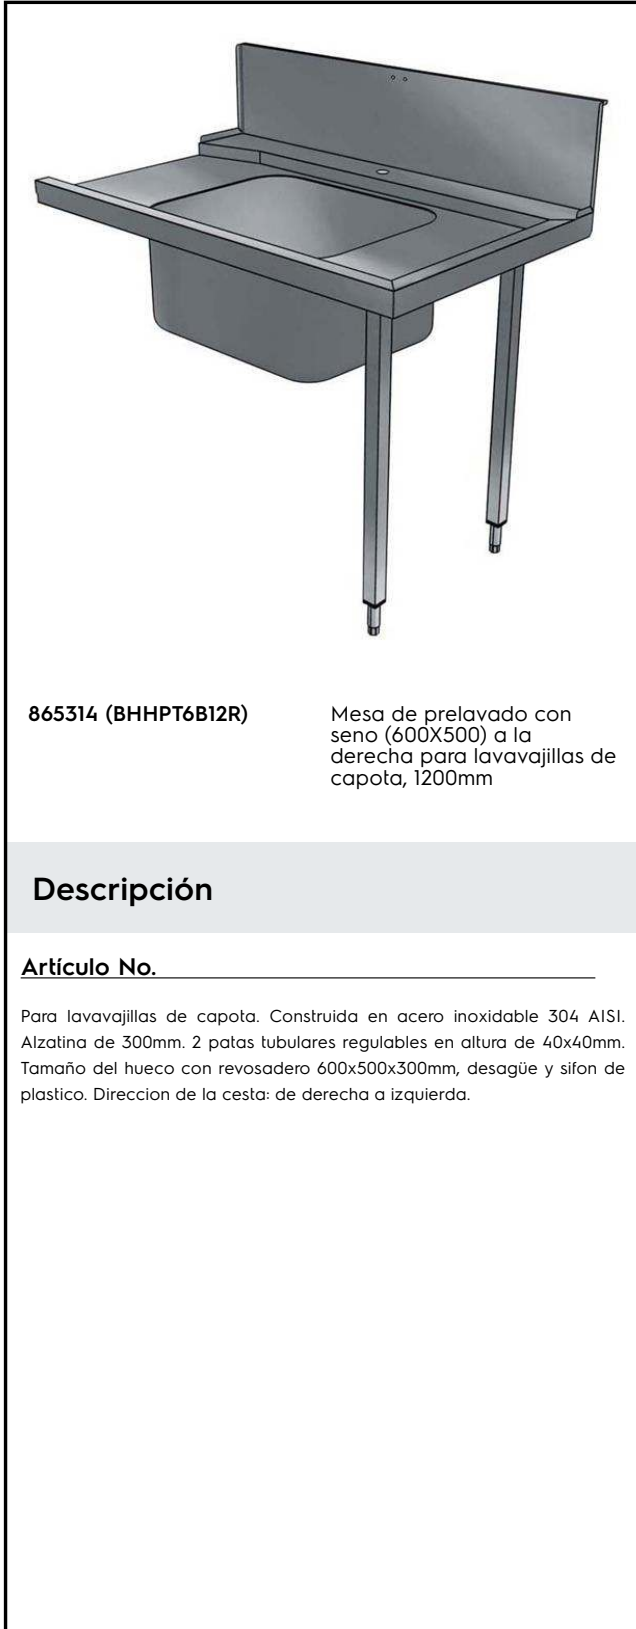 865314 (BHHPT6B12R)
Mesa de prelavado con
seno (600X500) a la
derecha para lavavajillas de
capota, 1200mm
Descripción
Artículo No.
Para lavavajillas de capota. Construida en acero inoxidable 304 AISI.
Alzatina de 300mm. 2 patas tubulares regulables en altura de 40x40mm.
Tamaño del hueco con revosadero 600x500x300mm, desagüe y sifon de
plastico. Direccion de la cesta: de derecha a izquierda.